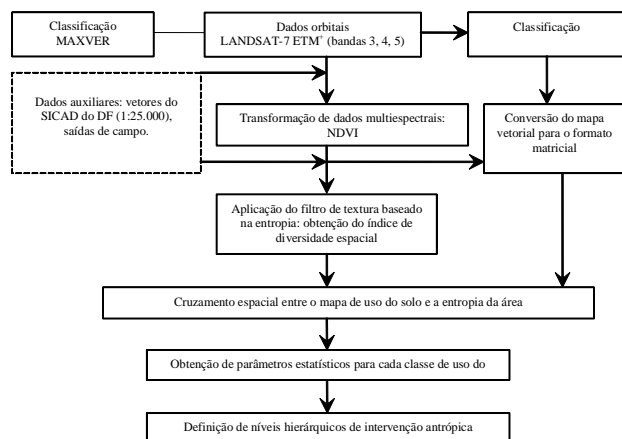 Classificação
MAXVER
Dados orbitais
LANDSAT-7 ETM+ (bandas 3, 4, 5)
Classificação
Dados auxiliares: vetores do
SICAD do DF (1:25.000),
saídas de campo.
Transformação de dados multiespectrais:
NDVI
Conversão do mapa
vetorial para o formato
matricial
Aplicação do filtro de textura baseado
na entropia: obtenção do índice de
diversidade espacial
Cruzamento espacial entre o mapa de uso do solo e a entropia da área
Obtenção de parâmetros estatísticos para cada classe de uso do
Definição de níveis hierárquicos de intervenção antrópica